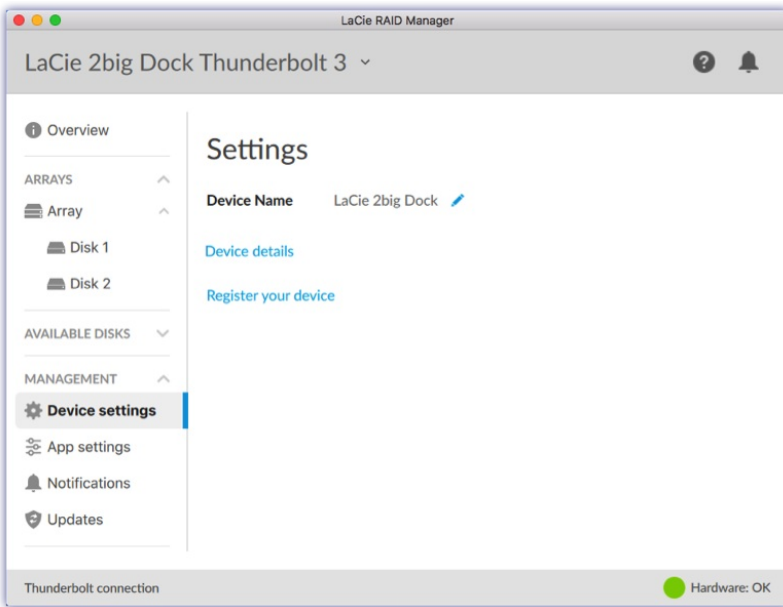 LaCie RAID Manager
LaCie 2big Dock Thunderbolt 3
Overview
ARRAYS
Array
Disk 1
Disk 2
AVAILABLE DISKS
MANAGEMENT
Device settings
App settings
Notifications
Updates
Settings
Device Name LaCie 2big Dock
Device details
Register your device
Thunderbolt connection
Hardware: OK